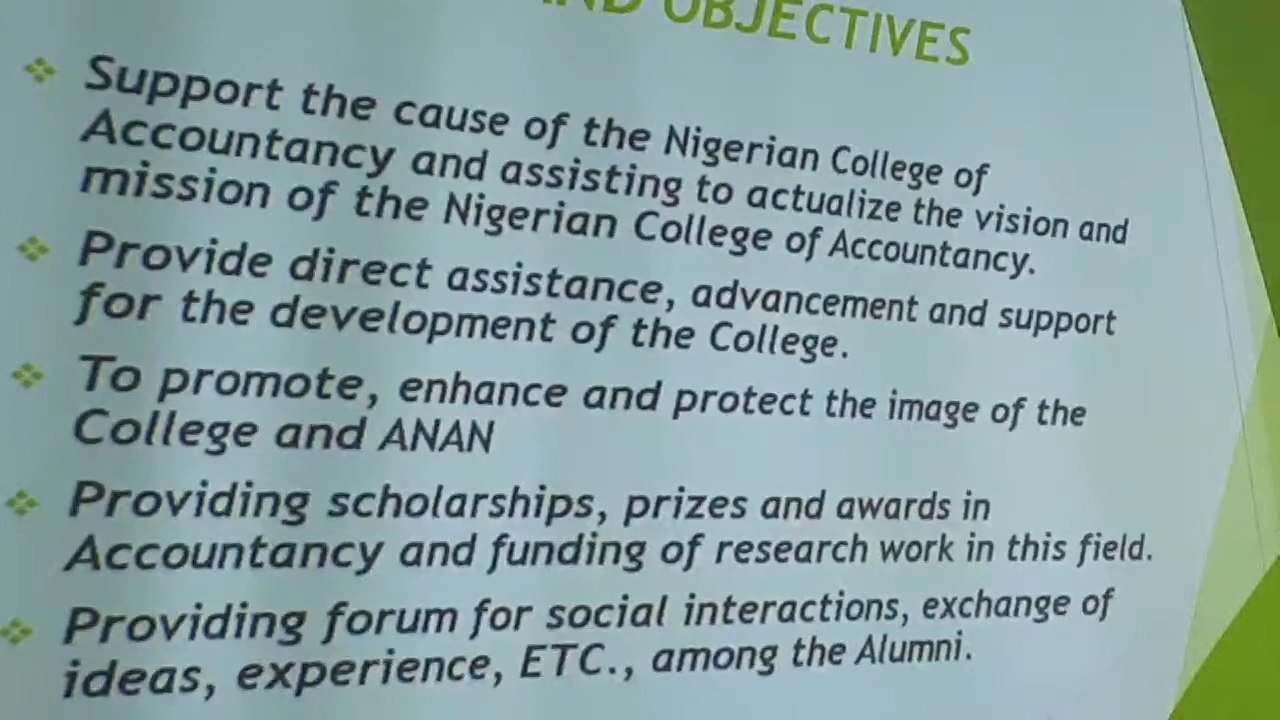 AND OBJECTIVES
Support the cause of the Nigerian College of
Accountancy and assisting to actualize the vision and
mission of the Nigerian College of Accountancy.
Provide direct assistance, advancement and support
for the development of the College.
To promote, enhance and protect the image of the
College and ANAN
Providing scholarships, prizes and awards in
Accountancy and funding of research work in this field.
Providing forum for social interactions, exchange of
ideas, experience, ETC., among the Alumni.